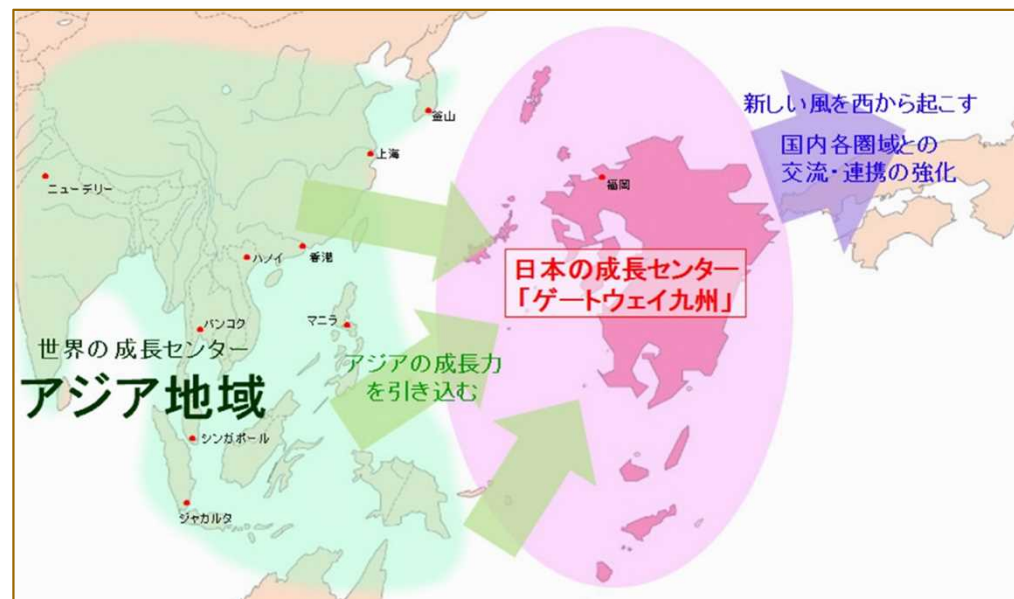 新しい風を西から起こす
国内各圏域との
交流・連携の強化
釜山
上海
ニューデリー
福岡
ハノイ
香港
日本の成長センター
「ゲートウェイ九州」
バンコク
マニラ
世界の成長センター
アジア地域
アジアの成長力
を引き込む
シンガポール
ジャカルタ